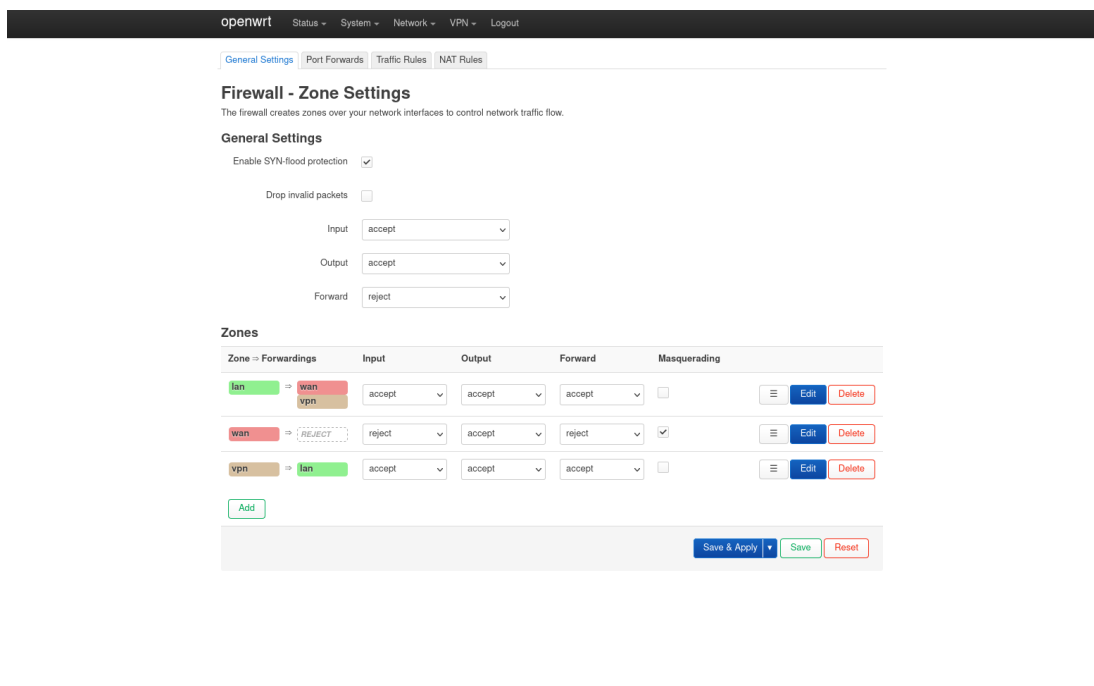 openwrt Status System Network VPN Logout
General Settings Port Forwards Traffic Rules NAT Rules
Firewall - Zone Settings
The firewall creates zones over your network interfaces to control network traffic flow.
General Settings
Enable SYN-flood protection
Drop invalid packets
Input accept
Output accept
Forward reject
Zones
Zone ⇒ Forwardings Input Output Forward Masquerading
lan ⇒ wan
vpn
accept accept accept Edit Delete
wan ⇒ REJECT reject accept reject Edit Delete
vpn ⇒ lan accept accept accept Edit Delete
Add
Save & Apply Save Reset